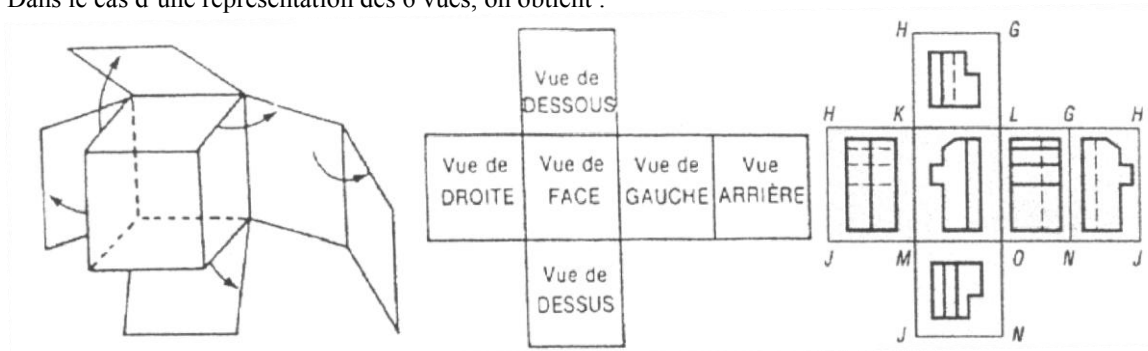 Dans le cas d'une représentation des 6 vues, on obtient :
Vue de
DESSOUS
Vue de
DROITE
Vue de
FACE
Vue de
GAUCHE
Vue
ARRIÈRE
Vue de
DESSUS
H G
H K L G H
J M O N J
J N